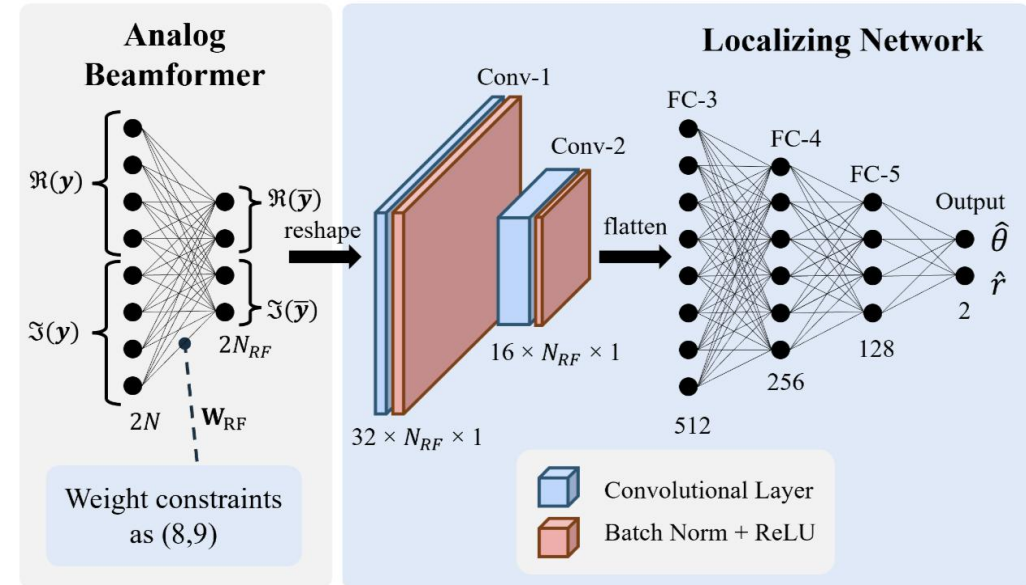 Analog
Beamformer
ℜ(y)
ℑ(y)
2N
ℜ(ȳ)
ℑ(ȳ)
2N_RF
W_RF
Weight constraints
as (8,9)
reshape
Localizing Network
Conv-1
32 × N_RF × 1
Conv-2
16 × N_RF × 1
flatten
FC-3
512
FC-4
256
FC-5
128
Output
θ̂
r̂
2
Convolutional Layer
Batch Norm + ReLU